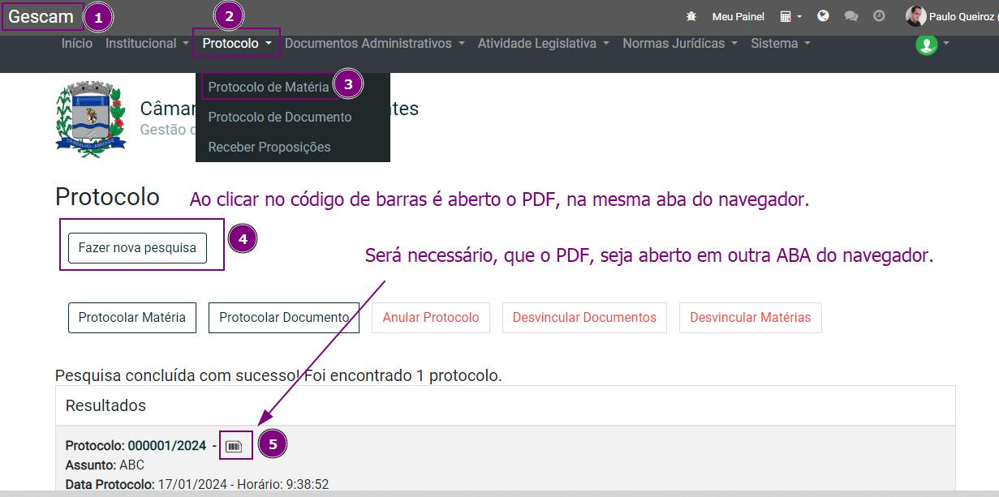 Gescam 1 2 Meu Painel Paulo Queiroz (
Início Institucional Protocolo Documentos Administrativos Atividade Legislativa Normas Jurídicas Sistema
Protocolo de Matéria 3
Protocolo de Documento
Receber Proposições
Câmar tes
Gestão d
TRABALHO - AMIZADE
Protocolo
Ao clicar no código de barras é aberto o PDF, na mesma aba do navegador.
Fazer nova pesquisa 4
Será necessário, que o PDF, seja aberto em outra ABA do navegador.
Protocolar Matéria Protocolar Documento Anular Protocolo Desvincular Documentos Desvincular Matérias
Pesquisa concluída com sucesso! Foi encontrado 1 protocolo.
Resultados
Protocolo: 000001/2024 - 5
Assunto: ABC
Data Protocolo: 17/01/2024 - Horário: 9:38:52